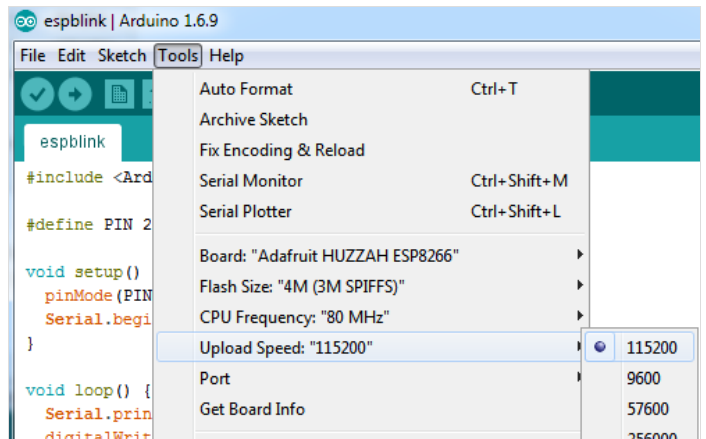 espblink | Arduino 1.6.9
File Edit Sketch Tools Help
Auto Format Ctrl+T
Archive Sketch
Fix Encoding & Reload
Serial Monitor Ctrl+Shift+M
Serial Plotter Ctrl+Shift+L
Board: "Adafruit HUZZAH ESP8266"
Flash Size: "4M (3M SPIFFS)"
CPU Frequency: "80 MHz"
Upload Speed: "115200"
Port
Get Board Info
115200
9600
57600
256000
espblink
#include <Ard
#define PIN 2
void setup()
pinMode(PIN
Serial.begi
}
void loop() {
Serial.prin
digitalWrit